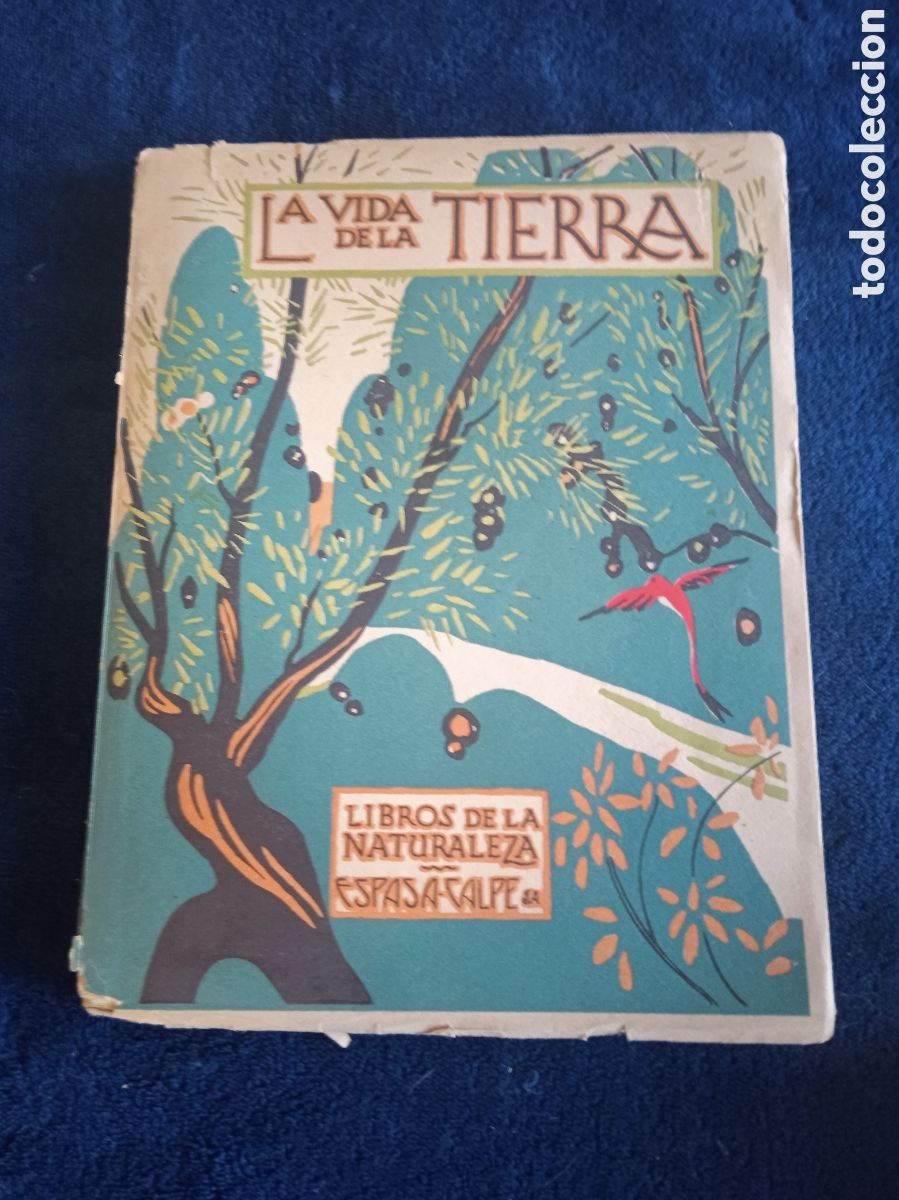 LA VIDA
DE LA
TIERRA
LIBROS DE LA
NATURALEZA
ESPASA-CALPE
todocoleccion